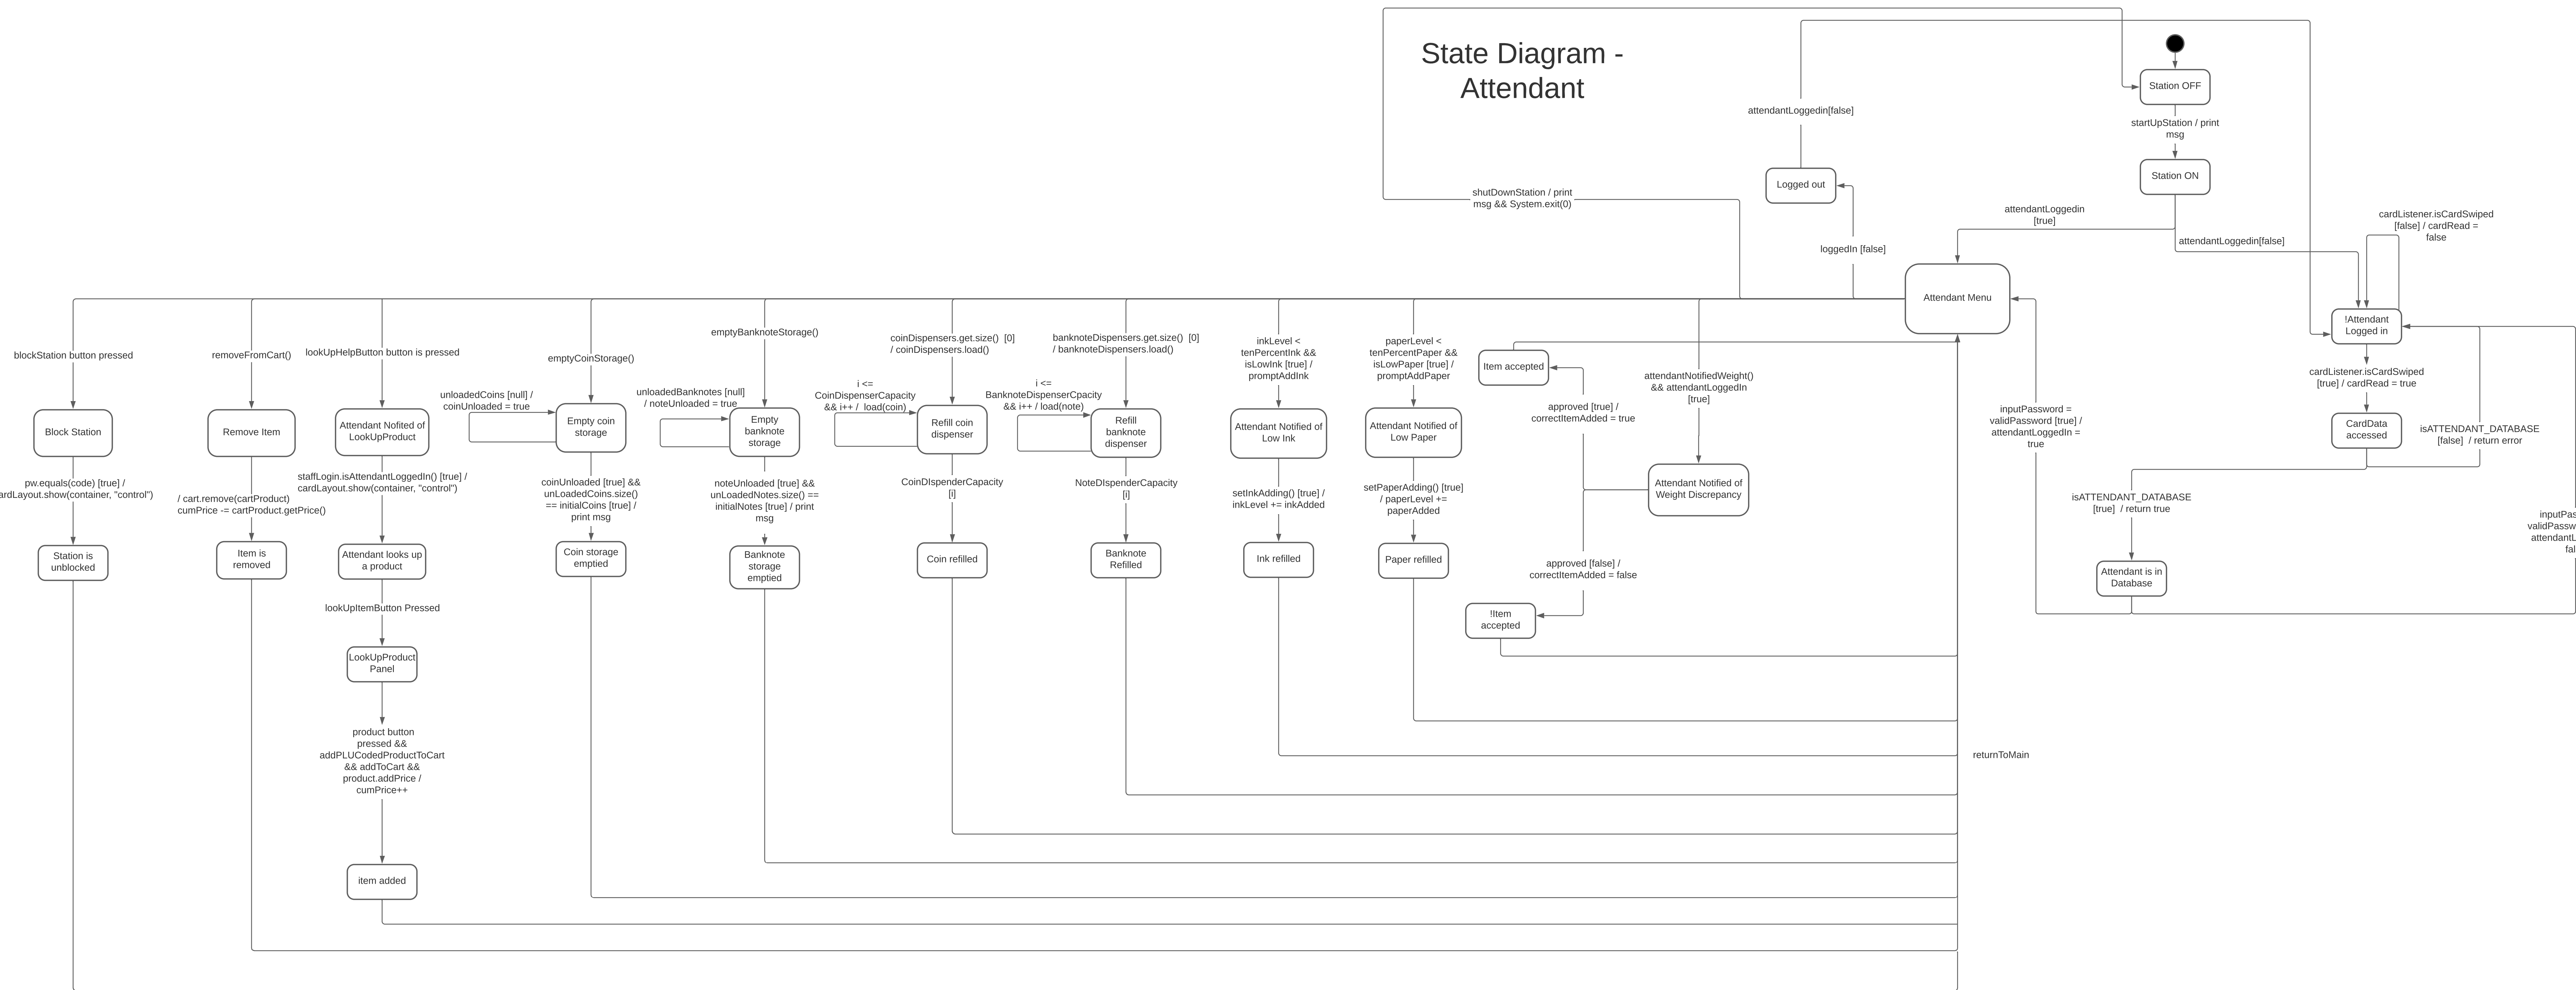 State Diagram -
Attendant
Station OFF
startUpStation / print
msg
Station ON
attendantLoggedin[false]
Logged out
shutDownStation / print
msg && System.exit(0)
loggedIn [false]
attendantLoggedin
[true]
attendantLoggedin[false]
cardListener.isCardSwiped
[false] / cardRead =
false
Attendant Menu
!Attendant
Logged in
cardListener.isCardSwiped
[true] / cardRead = true
CardData
accessed
isATTENDANT_DATABASE
[false]  / return error
inputPassword =
validPassword [true] /
attendantLoggedIn =
true
isATTENDANT_DATABASE
[true]  / return true
Attendant is in
Database
blockStation button pressed
removeFromCart()
lookUpHelpButton button is pressed
emptyCoinStorage()
emptyBanknoteStorage()
coinDispensers.get.size()  [0]
/ coinDispensers.load()
banknoteDispensers.get.size()  [0]
/ banknoteDispensers.load()
inkLevel <
tenPercentInk &&
isLowInk [true] /
promptAddInk
paperLevel <
tenPercentPaper &&
isLowPaper [true] /
promptAddPaper
Item accepted
attendantNotifiedWeight()
&& attendantLoggedIn
[true]
unloadedCoins [null] /
coinUnloaded = true
unloadedBanknotes [null]
/ noteUnloaded = true
i <=
CoinDispenserCapacity
&& i++ /  load(coin)
i <=
BanknoteDispenserCpacity
&& i++ / load(note)
approved [true] /
correctItemAdded = true
Block Station
Remove Item
Attendant Nofited of
LookUpProduct
Empty coin
storage
Empty
banknote
storage
Refill coin
dispenser
Refill
banknote
dispenser
Attendant Notified of
Low Ink
Attendant Notified of
Low Paper
Attendant Notified of
Weight Discrepancy
pw.equals(code) [true] /
ardLayout.show(container, "control")
/ cart.remove(cartProduct)
cumPrice -= cartProduct.getPrice()
staffLogin.isAttendantLoggedIn() [true] /
cardLayout.show(container, "control")
coinUnloaded [true] &&
unLoadedCoins.size()
== initialCoins [true] /
print msg
noteUnloaded [true] &&
unLoadedNotes.size() ==
initialNotes [true] / print
msg
CoinDIspenderCapacity
[i]
NoteDIspenderCapacity
[i]
setInkAdding() [true] /
inkLevel += inkAdded
setPaperAdding() [true]
/ paperLevel +=
paperAdded
approved [false] /
correctItemAdded = false
inputPas
validPassw
attendantL
fal
Station is
unblocked
Item is
removed
Attendant looks up
a product
Coin storage
emptied
Banknote
storage
emptied
Coin refilled
Banknote
Refilled
Ink refilled
Paper refilled
!Item
accepted
lookUpItemButton Pressed
LookUpProduct
Panel
product button
pressed &&
addPLUCodedProductToCart
&& addToCart &&
product.addPrice /
cumPrice++
returnToMain
item added